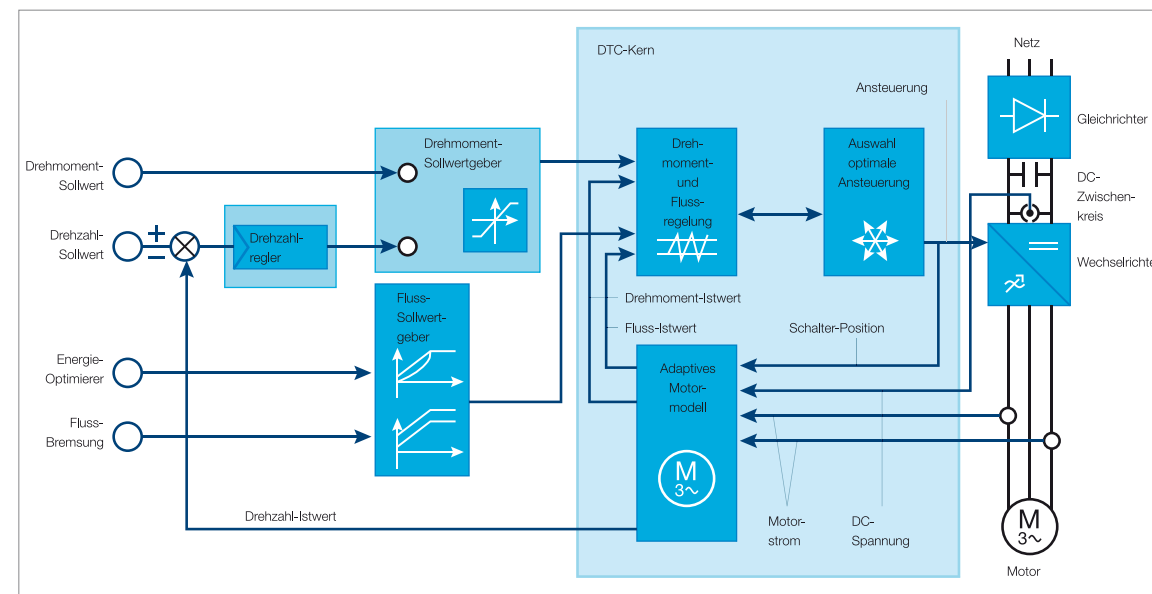 DTC-Kern
Netz
Ansteuerung
Gleichrichter
Drehmoment-
Sollwert
Drehmoment-
Sollwertgeber
Dreh-
moment-
und
Fluss-
regelung
Auswahl
optimale
Ansteuerung
DC-
Zwischen-
kreis
Drehzahl-
Sollwert
±
−
Drehzahl-
regler
Wechselrichte
Fluss-
Sollwert-
geber
Drehmoment-Istwert
Fluss-Istwert
Schalter-Position
Energie-
Optimierer
Adaptives
Motor-
modell
Fluss-
Bremsung
M
3~
Drehzahl-Istwert
Motor-
strom
DC-
Spannung
M
3~
Motor